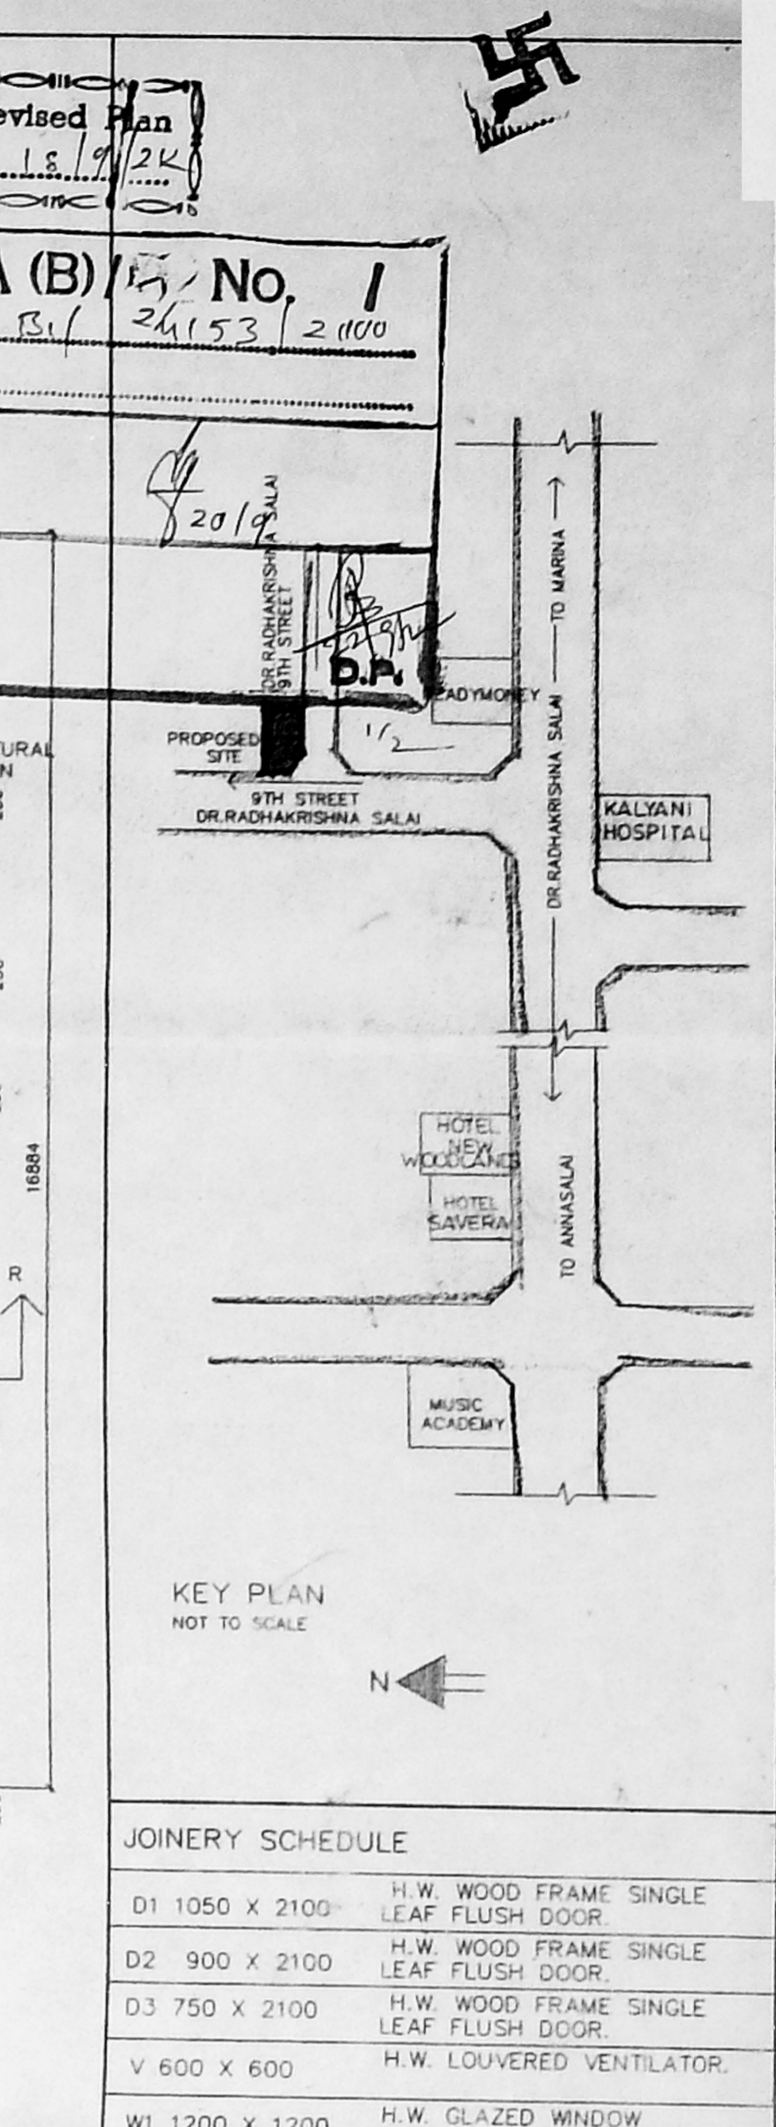 evised Plan
18/9/2K
A (B)/ No. 1
B1/ 24153/2000
20/9
DR.RADHAKRISHNA SALAI
9TH STREET
D.P.
1/2
EADYMONEY
TO MARINA
DR.RADHAKRISHNA SALAI
PROPOSED
SITE
9TH STREET
DR.RADHAKRISHNA SALAI
KALYANI
HOSPITAL
TURAL
N
16884
R
HOTEL
NEW
WOODLANDS
HOTEL
SAVERA
TO ANNASALAI
MUSIC
ACADEMY
KEY PLAN
NOT TO SCALE
N
JOINERY SCHEDULE
D1 1050 X 2100 H.W. WOOD FRAME SINGLE
LEAF FLUSH DOOR.
D2 900 X 2100 H.W. WOOD FRAME SINGLE
LEAF FLUSH DOOR.
D3 750 X 2100 H.W. WOOD FRAME SINGLE
LEAF FLUSH DOOR.
V 600 X 600 H.W. LOUVERED VENTILATOR.
W1 1200 X 1200 H.W. GLAZED WINDOW